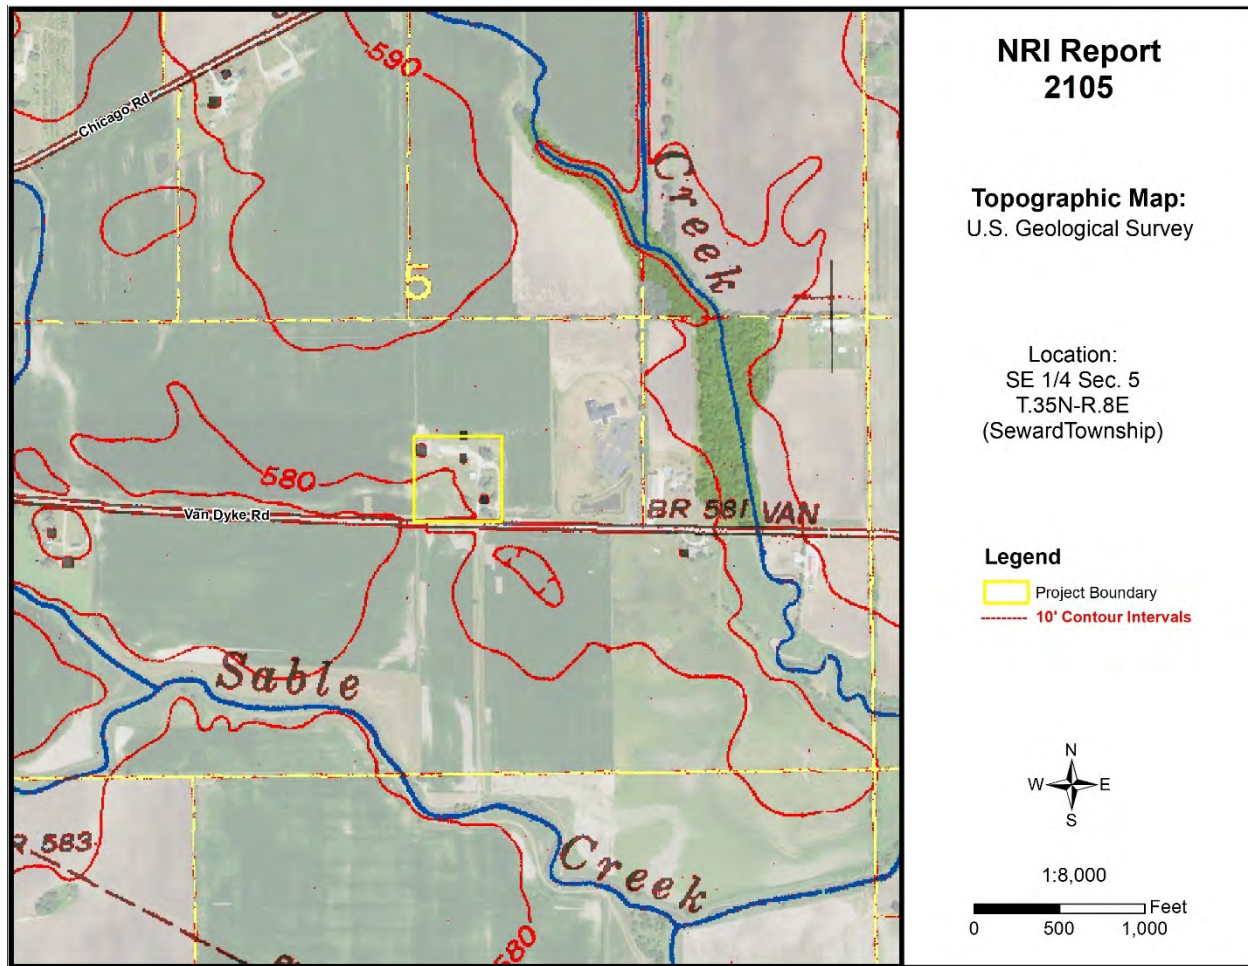 NRI Report
2105
Topographic Map:
U.S. Geological Survey
Location:
SE 1/4 Sec. 5
T.35N-R.8E
(SewardTownship)
Legend
Project Boundary
10' Contour Intervals
N
W E
S
1:8,000
Feet
0 500 1,000
590
Chicago Rd
Creek
5
580
BR 581 VAN
Van Dyke Rd
Sable
R 583
Creek
580